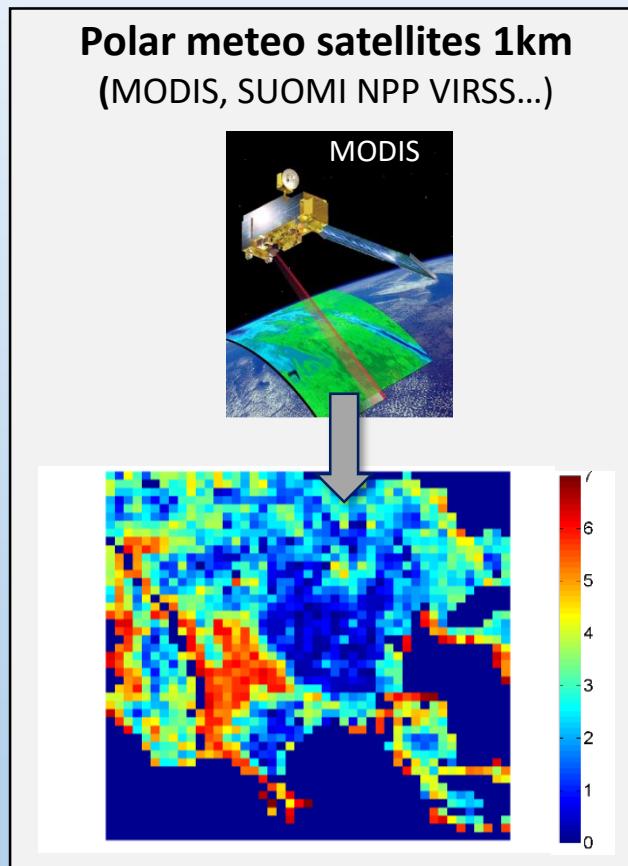 Polar meteo satellites 1km
(MODIS, SUOMI NPP VIRSS…)
MODIS
7
6
5
4
3
2
1
0